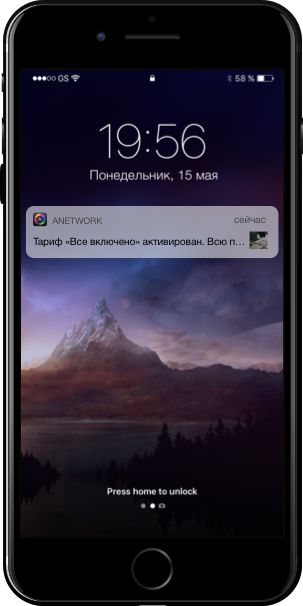 GS 58 %
19:56
Понедельник, 15 мая
ANETWORK сейчас
Тариф «Все включено» активирован. Всю п...
Press home to unlock